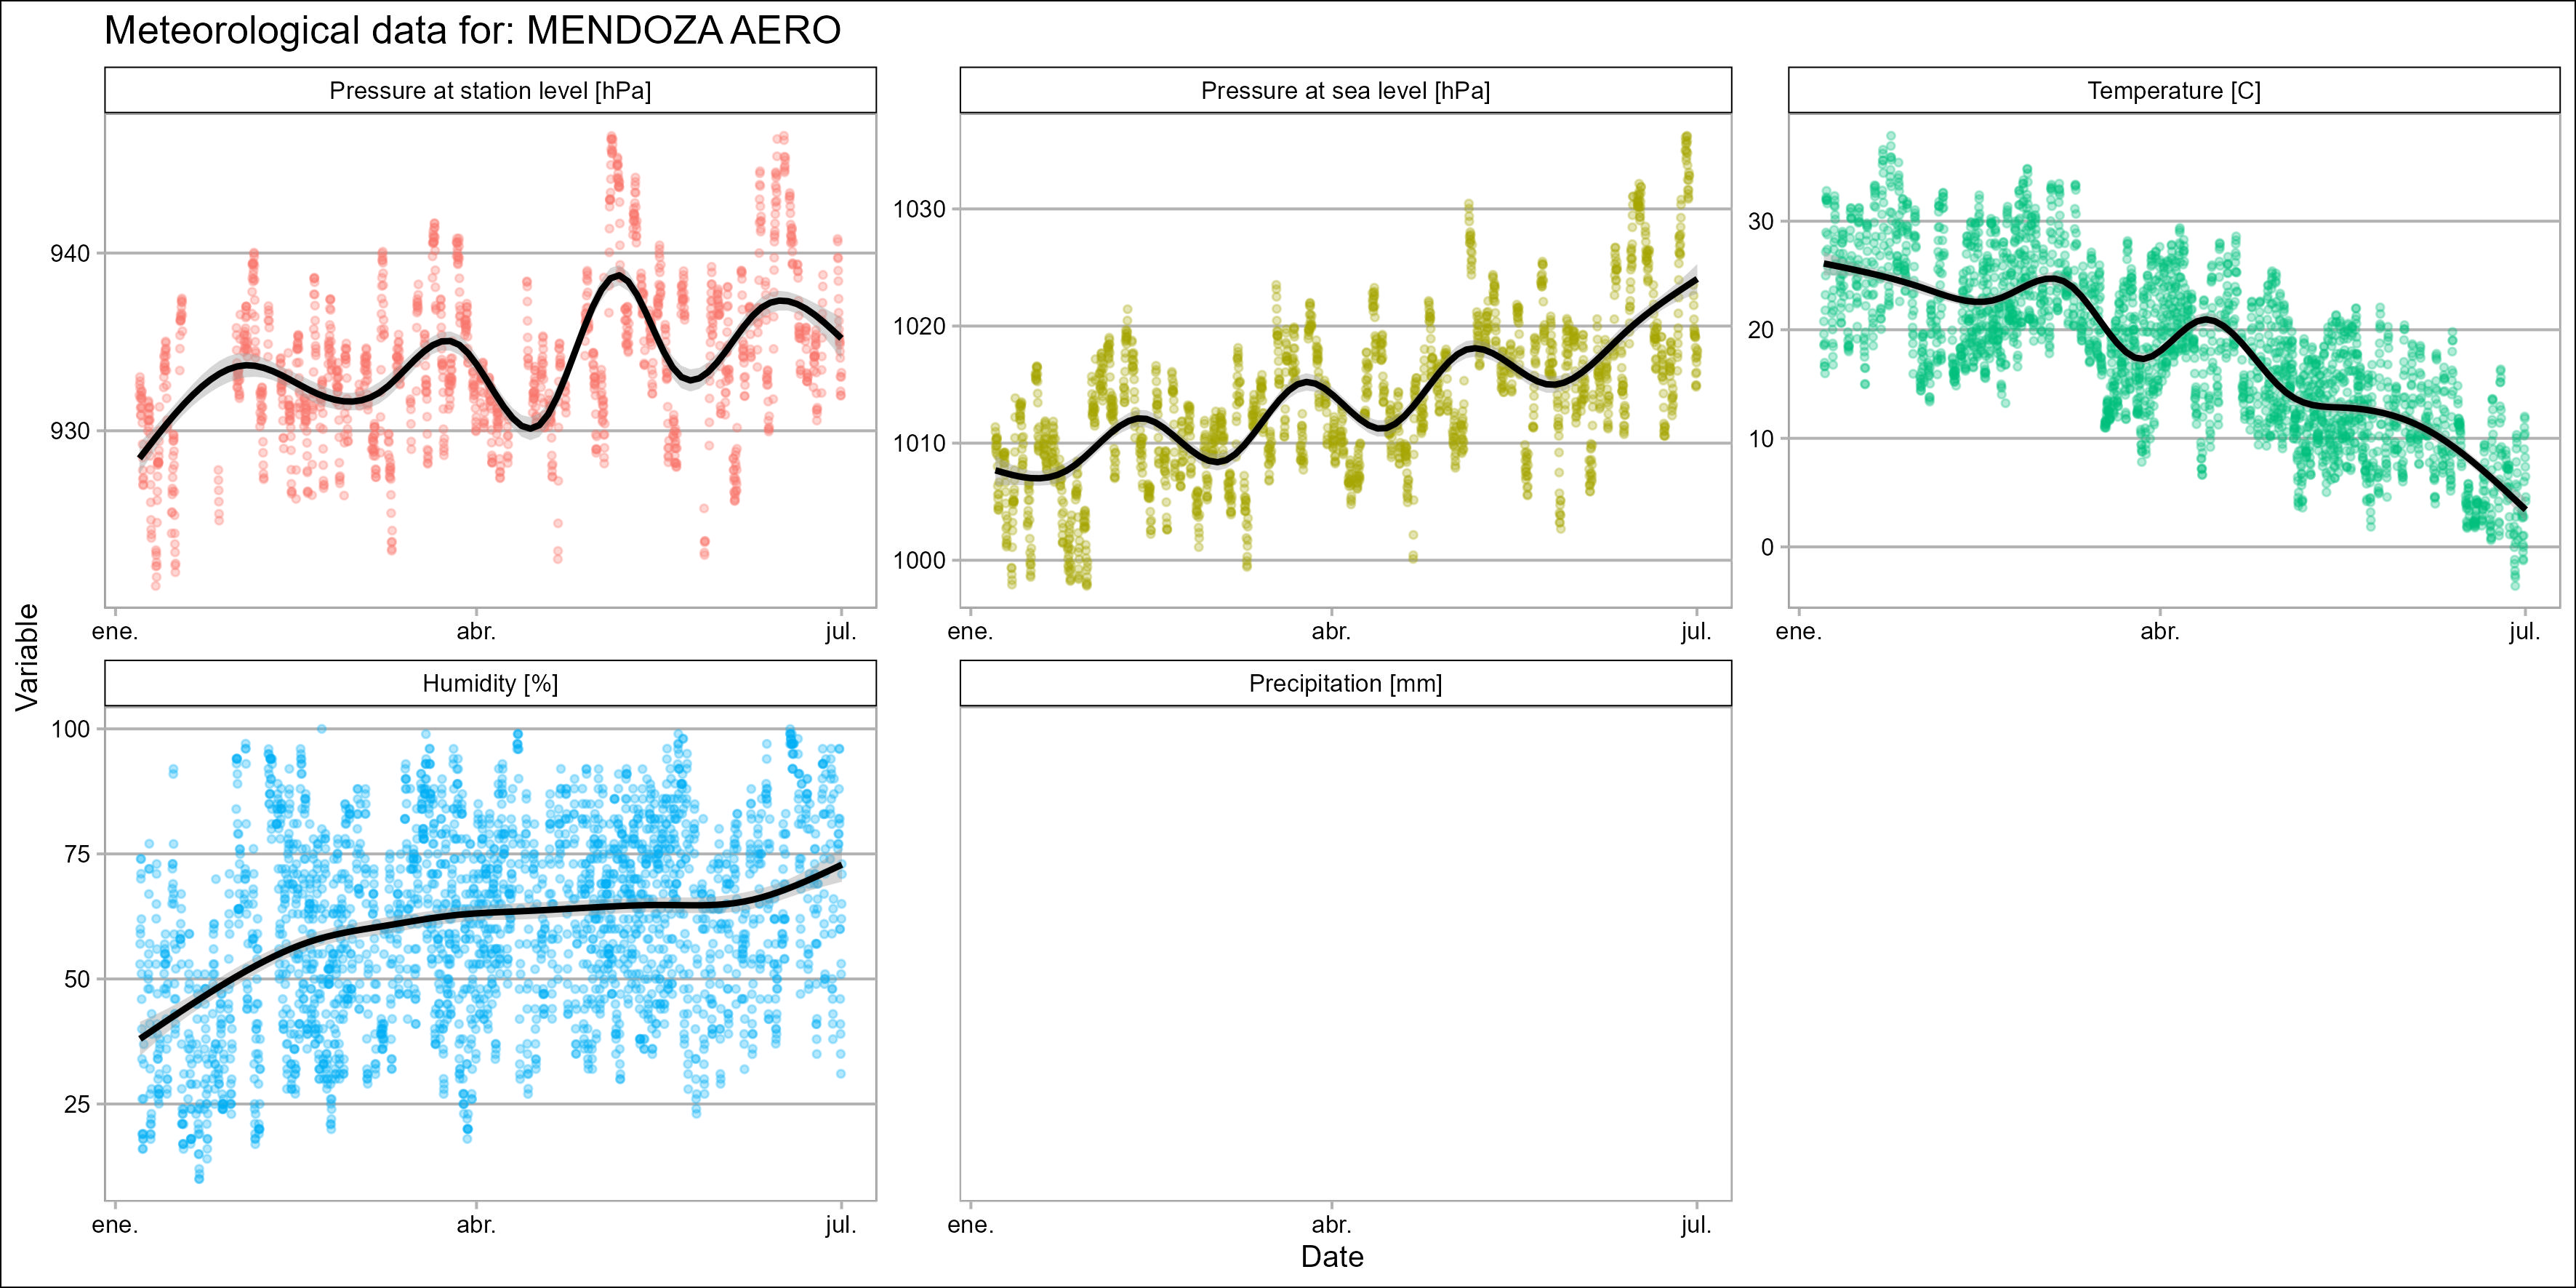 Meteorological data for: MENDOZA AERO
Pressure at station level [hPa]
940
930
ene. abr. jul.
Pressure at sea level [hPa]
1030
1020
1010
1000
ene. abr. jul.
Temperature [C]
30
20
10
0
ene. abr. jul.
Variable
Humidity [%]
100
75
50
25
ene. abr. jul.
Precipitation [mm]
ene. abr. jul.
Date